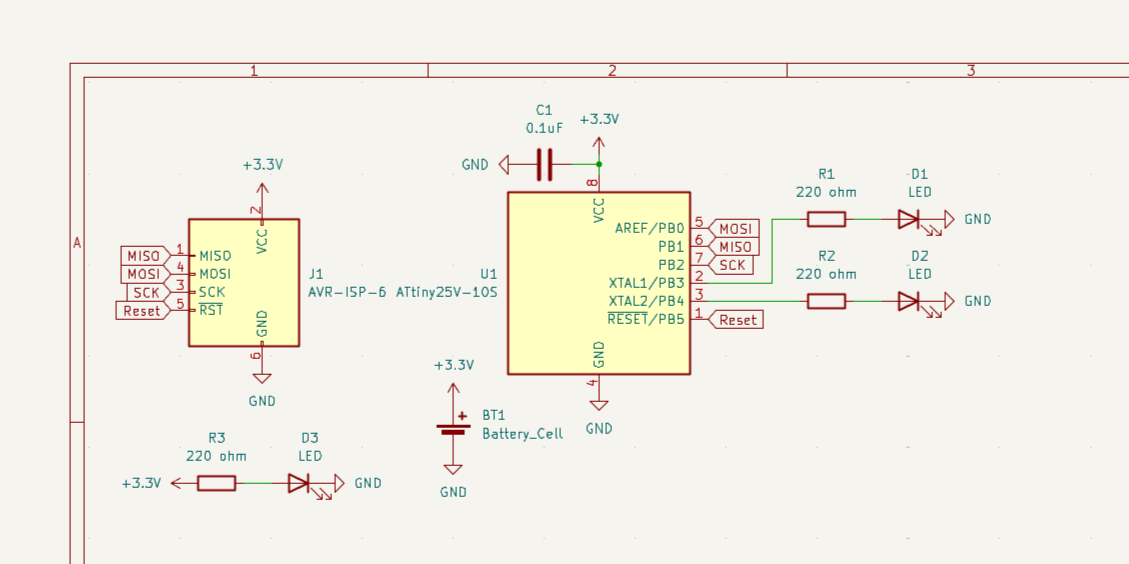 1 2 3
A
C1
0.1uF
+3.3V
GND
+3.3V
2
VCC
MISO 1 MISO
MOSI 4 MOSI
SCK 3 SCK
Reset 5 RST
GND
6
GND
J1
AVR-ISP-6
U1
ATtiny25V-10S
8
VCC
AREF/PB0 5 MOSI
PB1 6 MISO
PB2 7 SCK
XTAL1/PB3 2
XTAL2/PB4 3
RESET/PB5 1 Reset
GND
4
GND
R1
220 ohm
D1
LED
GND
R2
220 ohm
D2
LED
GND
+3.3V
+
BT1
Battery_Cell
GND
R3
220 ohm
D3
LED
+3.3V
GND